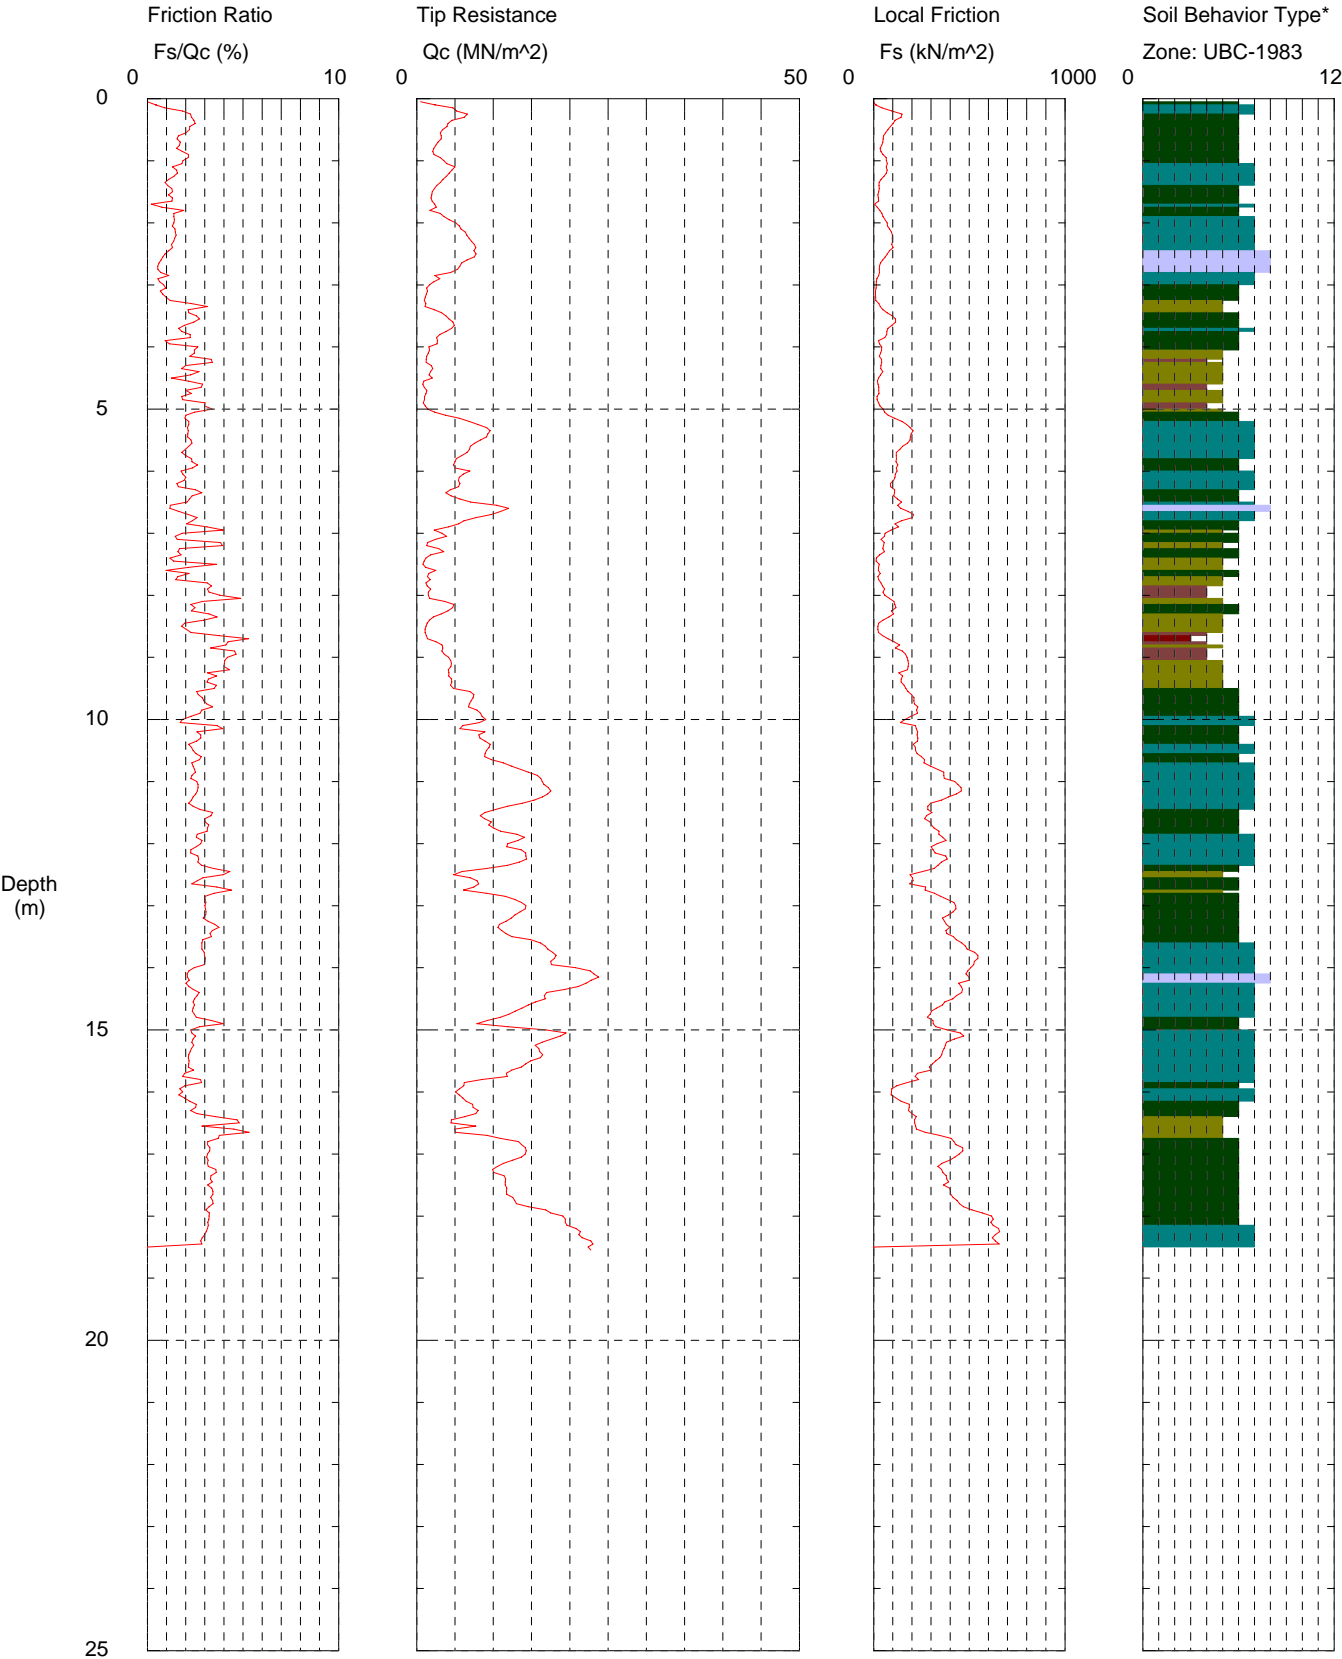 Friction Ratio
Fs/Qc (%)
0 10
Tip Resistance
Qc (MN/m^2)
0 50
Local Friction
Fs (kN/m^2)
0 1000
Soil Behavior Type*
Zone: UBC-1983
0 12
0
5
10
Depth
(m)
15
20
25